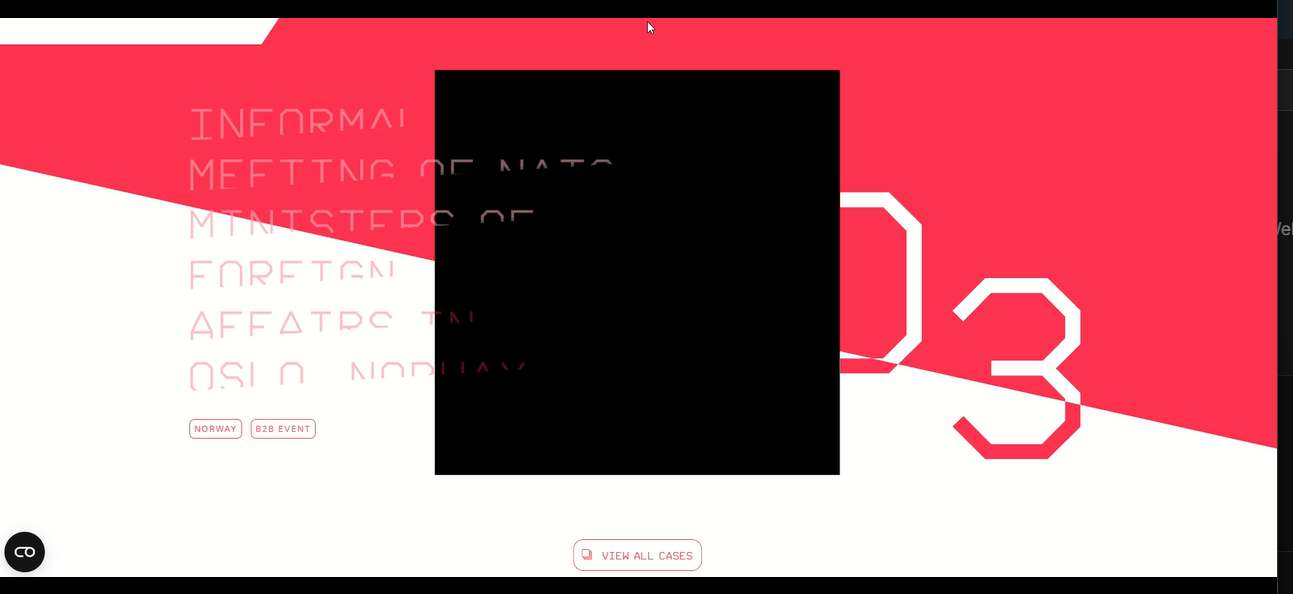 INFORMAL
MEETING OF NATO
MINISTERS OF
FOREIGN
AFFAIRS IN
OSLO, NORWAY
03
NORWAY
B2B EVENT
VIEW ALL CASES